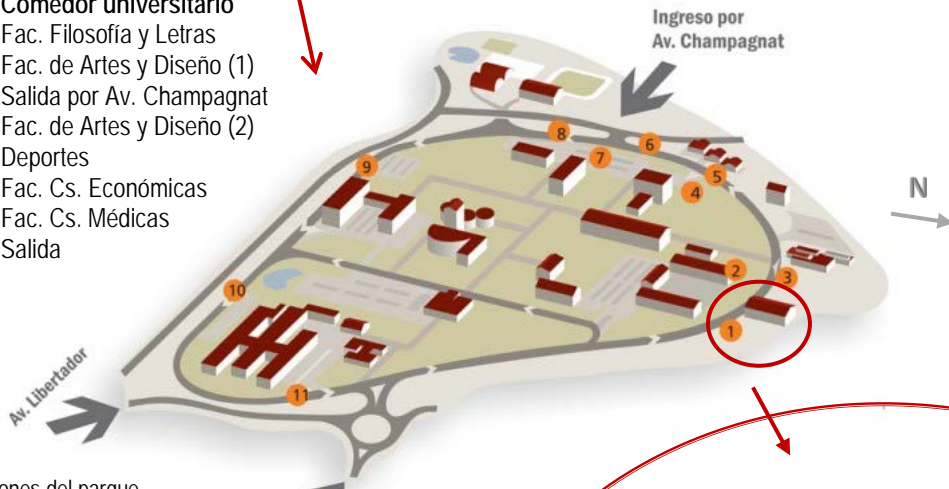 Comedor universitario
Fac. Filosofía y Letras
Fac. de Artes y Diseño (1)
Salida por Av. Champagnat
Fac. de Artes y Diseño (2)
Deportes
Fac. Cs. Económicas
Fac. Cs. Médicas
Salida
Ingreso por
Av. Champagnat
8
6
7
9
5
4
N
2
3
10
1
11
Av. Libertador
del parque